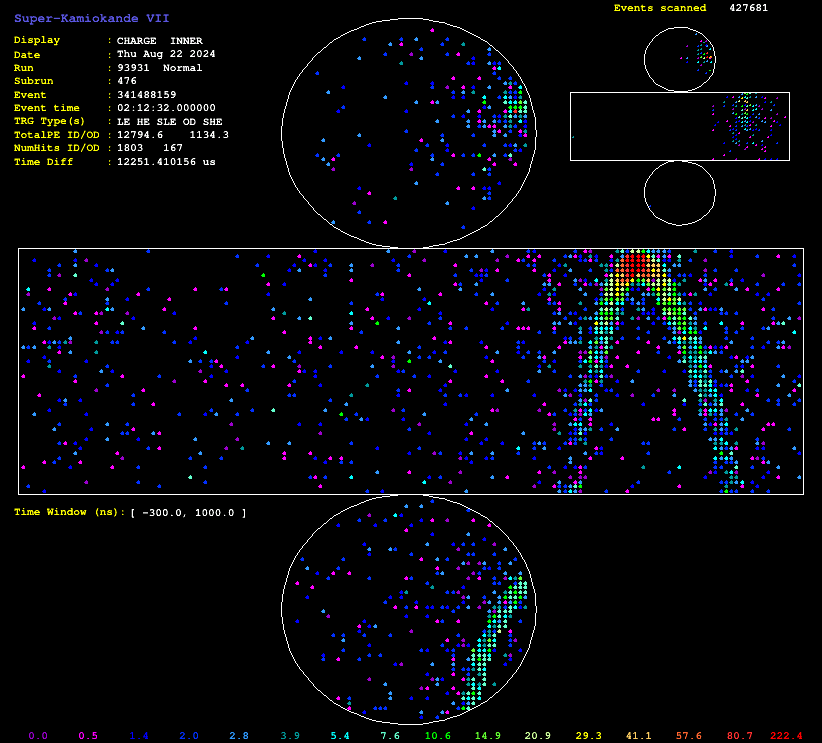 Super-Kamiokande VII
Events scanned 427681
Display : CHARGE INNER
Date : Thu Aug 22 2024
Run : 93931 Normal
Subrun : 476
Event : 341488159
Event time : 02:12:32.000000
TRG Type(s) : LE HE SLE OD SHE
TotalPE ID/OD : 12794.6 1134.3
NumHits ID/OD : 1803 167
Time Diff : 12251.410156 us
Time Window (ns): [ -300.0, 1000.0 ]
0.0 0.5 1.4 2.0 2.8 3.9 5.4 7.6 10.6 14.9 20.9 29.3 41.1 57.6 80.7 222.4